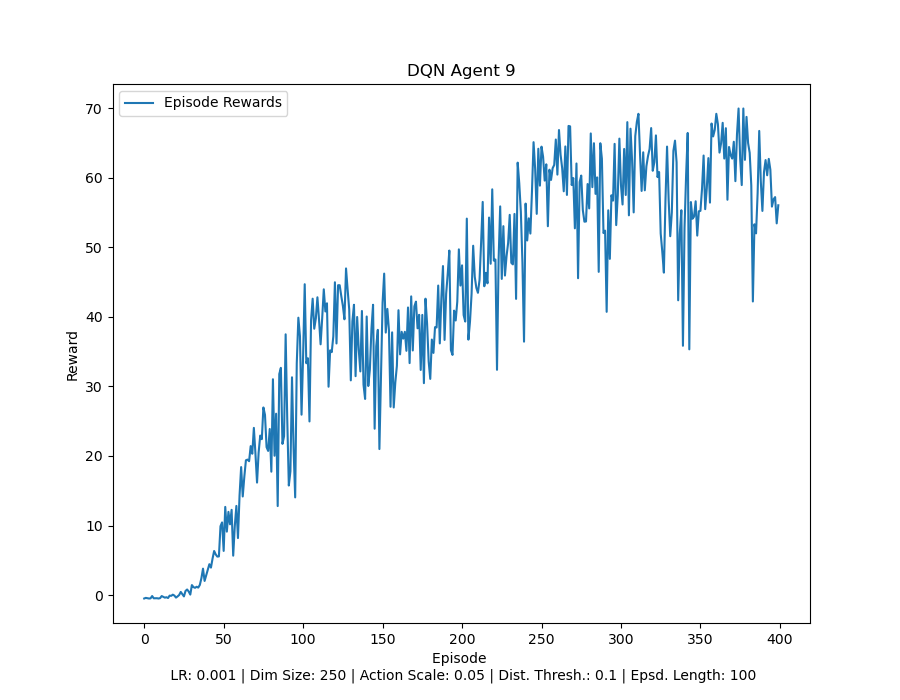 DQN Agent 9
Episode Rewards
70
60
50
40
30
20
10
0
Reward
0 50 100 150 200 250 300 350 400
Episode
LR: 0.001 | Dim Size: 250 | Action Scale: 0.05 | Dist. Thresh.: 0.1 | Epsd. Length: 100